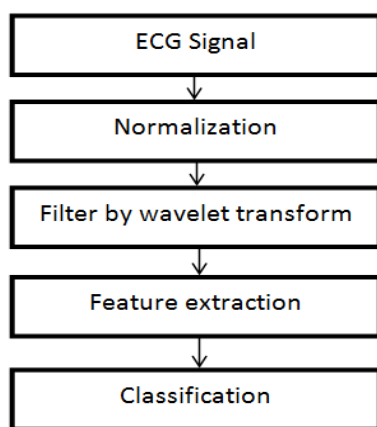 ECG Signal
Normalization
Filter by wavelet transform
Feature extraction
Classification